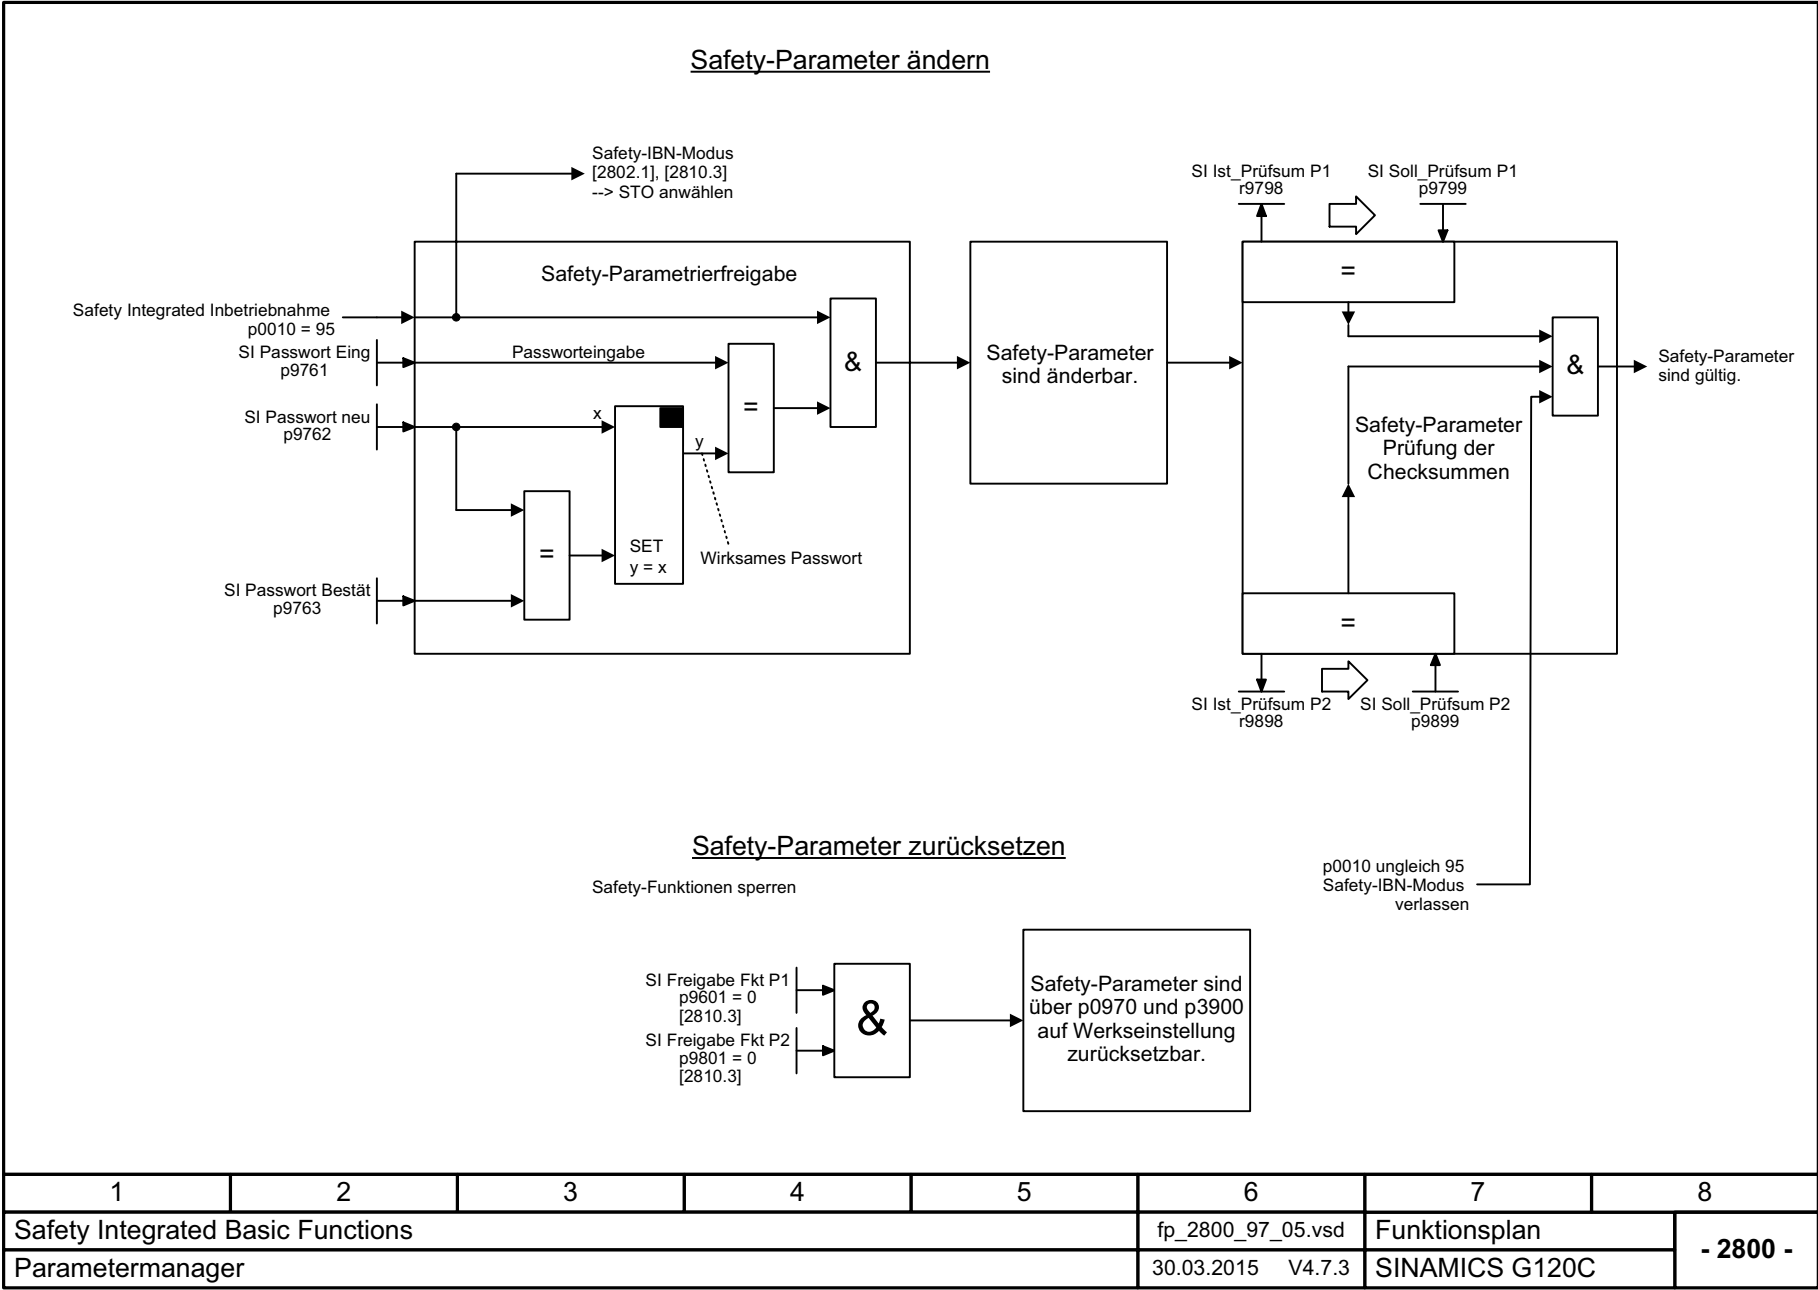 Safety-Parameter ändern
Safety-IBN-Modus
[2802.1], [2810.3]
--> STO anwählen
Safety-Parametrierfreigabe
Safety Integrated Inbetriebnahme
p0010 = 95
SI Passwort Eing
p9761
Passworteingabe
SI Passwort neu
p9762
x
y
=
&
=
SET
y = x
Wirksames Passwort
SI Passwort Bestät
p9763
Safety-Parameter
sind änderbar.
SI Ist_Prüfsum P1
r9798
SI Soll_Prüfsum P1
p9799
=
&
Safety-Parameter
sind gültig.
Safety-Parameter
Prüfung der
Checksummen
=
SI Ist_Prüfsum P2
r9898
SI Soll_Prüfsum P2
p9899
p0010 ungleich 95
Safety-IBN-Modus
verlassen
Safety-Parameter zurücksetzen
Safety-Funktionen sperren
SI Freigabe Fkt P1
p9601 = 0
[2810.3]
SI Freigabe Fkt P2
p9801 = 0
[2810.3]
&
Safety-Parameter sind
über p0970 und p3900
auf Werkseinstellung
zurücksetzbar.
1 2 3 4 5 6 7 8
Safety Integrated Basic Functions
fp_2800_97_05.vsd
Funktionsplan
- 2800 -
Parametermanager
30.03.2015 V4.7.3
SINAMICS G120C